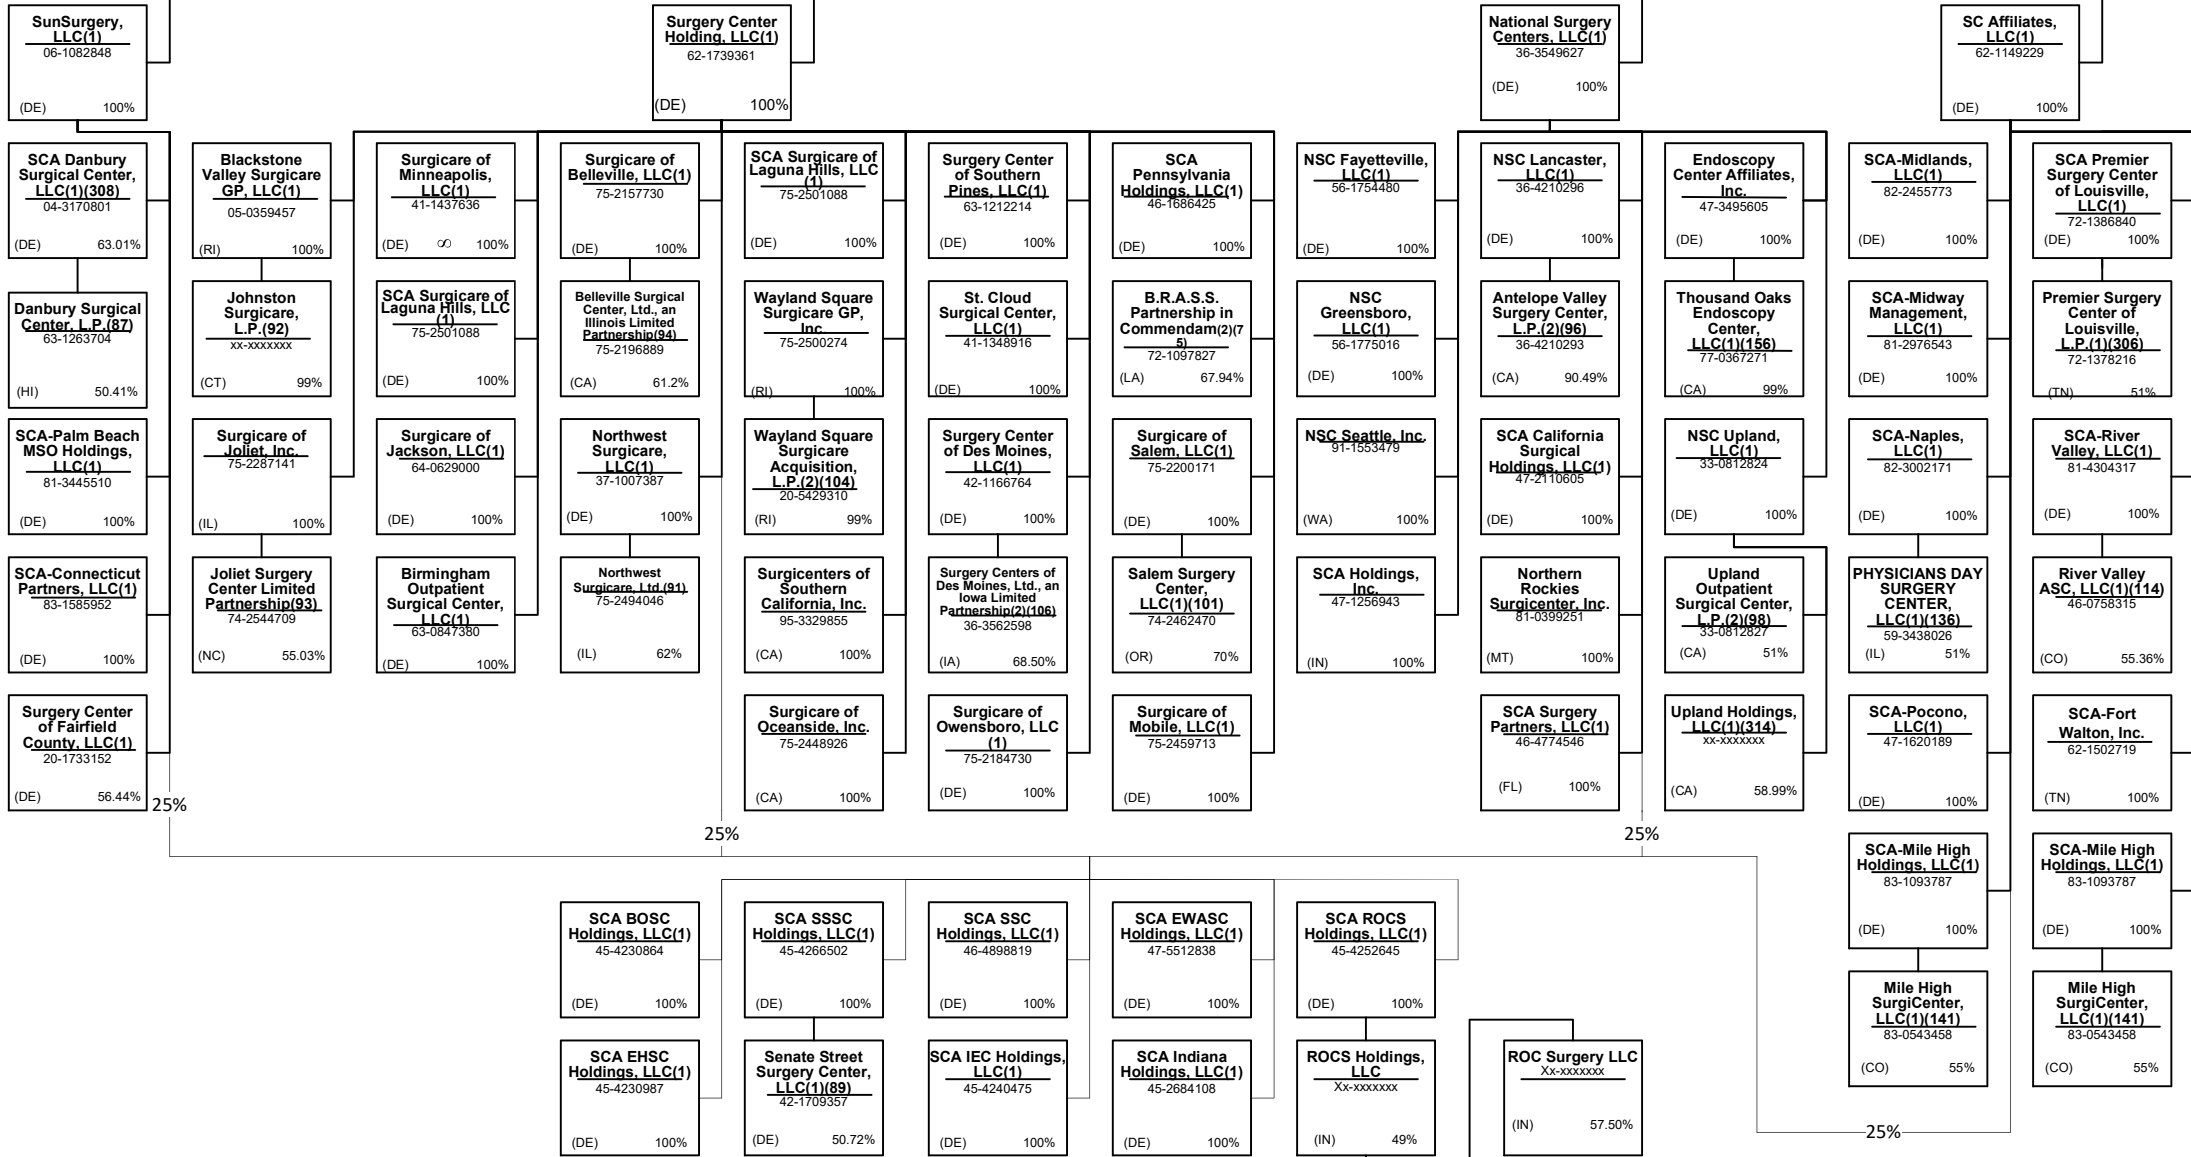 SunSurgery,
LLC(1)
06-1082848
(DE) 100%
Surgery Center
Holding, LLC(1)
62-1739361
(DE) 100%
National Surgery
Centers, LLC(1)
36-3549627
(DE) 100%
SC Affiliates,
LLC(1)
62-1149229
(DE) 100%
SCA Danbury
Surgical Center,
LLC(1)(308)
04-3170801
(DE) 63.01%
Blackstone
Valley Surgicare
GP, LLC(1)
05-0359457
(RI) 100%
Surgicare of
Minneapolis,
LLC(1)
41-1437636
(DE) ∞ 100%
Surgicare of
Belleville, LLC(1)
75-2157730
(DE) 100%
SCA Surgicare of
Laguna Hills, LLC
(1)
75-2501088
(DE) 100%
Surgery Center
of Southern
Pines, LLC(1)
63-1212214
(DE) 100%
SCA
Pennsylvania
Holdings, LLC(1)
46-1686425
(DE) 100%
NSC Fayetteville,
LLC(1)
56-1754480
(DE) 100%
NSC Lancaster,
LLC(1)
36-4210296
(DE) 100%
Endoscopy
Center Affiliates,
Inc.
47-3495605
(DE) 100%
SCA-Midlands,
LLC(1)
82-2455773
(DE) 100%
SCA Premier
Surgery Center
of Louisville,
LLC(1)
72-1386840
(DE) 100%
Danbury Surgical
Center, L.P.(87)
63-1263704
(HI) 50.41%
Johnston
Surgicare,
L.P.(92)
xx-xxxxxxx
(CT) 99%
SCA Surgicare of
Laguna Hills, LLC
(1)
75-2501088
(DE) 100%
Belleville Surgical
Center, Ltd., an
Illinois Limited
Partnership(94)
75-2196889
(CA) 61.2%
Wayland Square
Surgicare GP,
Inc.
75-2500274
(RI) 100%
St. Cloud
Surgical Center,
LLC(1)
41-1348916
(DE) 100%
B.R.A.S.S.
Partnership in
Commendam(2)(7
5)
72-1097827
(LA) 67.94%
NSC
Greensboro,
LLC(1)
56-1775016
(DE) 100%
Antelope Valley
Surgery Center,
L.P.(2)(96)
36-4210293
(CA) 90.49%
Thousand Oaks
Endoscopy
Center,
LLC(1)(156)
77-0367271
(CA) 99%
SCA-Midway
Management,
LLC(1)
81-2976543
(DE) 100%
Premier Surgery
Center of
Louisville,
L.P.(1)(306)
72-1378216
(TN) 51%
SCA-Palm Beach
MSO Holdings,
LLC(1)
81-3445510
(DE) 100%
Surgicare of
Joliet, Inc.
75-2287141
(IL) 100%
Surgicare of
Jackson, LLC(1)
64-0629000
(DE) 100%
Northwest
Surgicare,
LLC(1)
37-1007387
(DE) 100%
Wayland Square
Surgicare
Acquisition,
L.P.(2)(104)
20-5429310
(RI) 99%
Surgery Center
of Des Moines,
LLC(1)
42-1166764
(DE) 100%
Surgicare of
Salem, LLC(1)
75-2200171
(DE) 100%
NSC Seattle, Inc.
91-1553479
(WA) 100%
SCA California
Surgical
Holdings, LLC(1)
47-2110605
(DE) 100%
NSC Upland,
LLC(1)
33-0812824
(DE) 100%
SCA-Naples,
LLC(1)
82-3002171
(DE) 100%
SCA-River
Valley, LLC(1)
81-4304317
(DE) 100%
SCA-Connecticut
Partners, LLC(1)
83-1585952
(DE) 100%
Joliet Surgery
Center Limited
Partnership(93)
74-2544709
(NC) 55.03%
Birmingham
Outpatient
Surgical Center,
LLC(1)
63-0847380
(DE) 100%
Northwest
Surgicare, Ltd.(91)
75-2494046
(IL) 62%
Surgicenters of
Southern
California, Inc.
95-3329855
(CA) 100%
Surgery Centers of
Des Moines, Ltd., an
Iowa Limited
Partnership(2)(106)
36-3562598
(IA) 68.50%
Salem Surgery
Center,
LLC(1)(101)
74-2462470
(OR) 70%
SCA Holdings,
Inc.
47-1256943
(IN) 100%
Northern
Rockies
Surgicenter, Inc.
81-0399251
(MT) 100%
Upland
Outpatient
Surgical Center,
L.P.(2)(98)
33-0812827
(CA) 51%
PHYSICIANS DAY
SURGERY
CENTER,
LLC(1)(136)
59-3438026
(IL) 51%
River Valley
ASC, LLC(1)(114)
46-0758315
(CO) 55.36%
Surgery Center
of Fairfield
County, LLC(1)
20-1733152
(DE) 56.44%
Surgicare of
Oceanside, Inc.
75-2448926
(CA) 100%
Surgicare of
Owensboro, LLC
(1)
75-2184730
(DE) 100%
Surgicare of
Mobile, LLC(1)
75-2459713
(DE) 100%
SCA Surgery
Partners, LLC(1)
46-4774546
(FL) 100%
Upland Holdings,
LLC(1)(314)
xx-xxxxxxx
(CA) 58.99%
SCA-Pocono,
LLC(1)
47-1620189
(DE) 100%
SCA-Fort
Walton, Inc.
62-1502719
(TN) 100%
25%
25%
25%
SCA-Mile High
Holdings, LLC(1)
83-1093787
(DE) 100%
SCA-Mile High
Holdings, LLC(1)
83-1093787
(DE) 100%
SCA BOSC
Holdings, LLC(1)
45-4230864
(DE) 100%
SCA SSSC
Holdings, LLC(1)
45-4266502
(DE) 100%
SCA SSC
Holdings, LLC(1)
46-4898819
(DE) 100%
SCA EWASC
Holdings, LLC(1)
47-5512838
(DE) 100%
SCA ROCS
Holdings, LLC(1)
45-4252645
(DE) 100%
Mile High
SurgiCenter,
LLC(1)(141)
83-0543458
(CO) 55%
Mile High
SurgiCenter,
LLC(1)(141)
83-0543458
(CO) 55%
SCA EHSC
Holdings, LLC(1)
45-4230987
(DE) 100%
Senate Street
Surgery Center,
LLC(1)(89)
42-1709357
(DE) 50.72%
SCA IEC Holdings,
LLC(1)
45-4240475
(DE) 100%
SCA Indiana
Holdings, LLC(1)
45-2684108
(DE) 100%
ROCS Holdings,
LLC
Xx-xxxxxxx
(IN) 49%
ROC Surgery LLC
Xx-xxxxxxx
(IN) 57.50%
25%